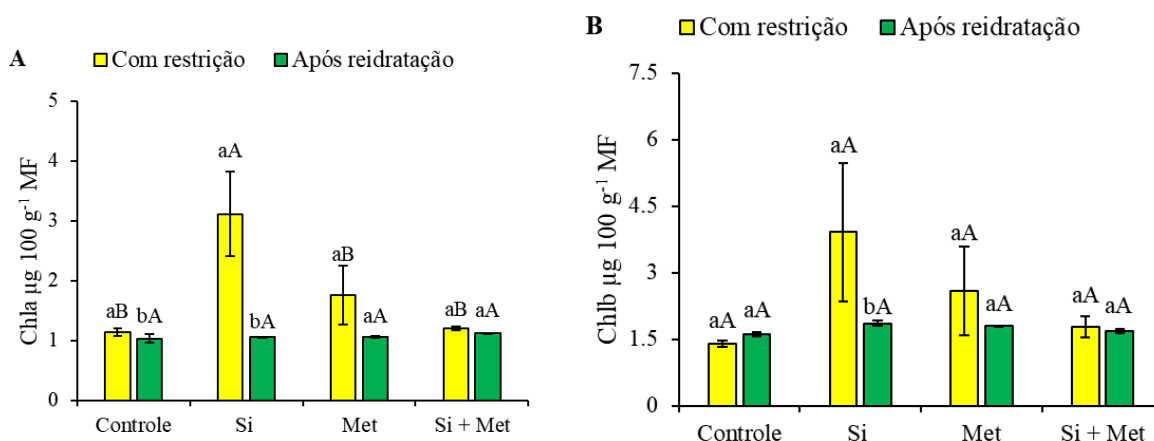 A
Com restrição Após reidratação
Chla µg 100 g⁻¹ MF
5
4
3
2
1
0
aB bA
aA bA
aB aA
aB aA
Controle Si Met Si + Met
B
Com restrição Após reidratação
Chlb µg 100 g⁻¹ MF
7.5
6
4.5
3
1.5
0
aA aA
aA bA
aA aA
aA aA
Controle Si Met Si + Met